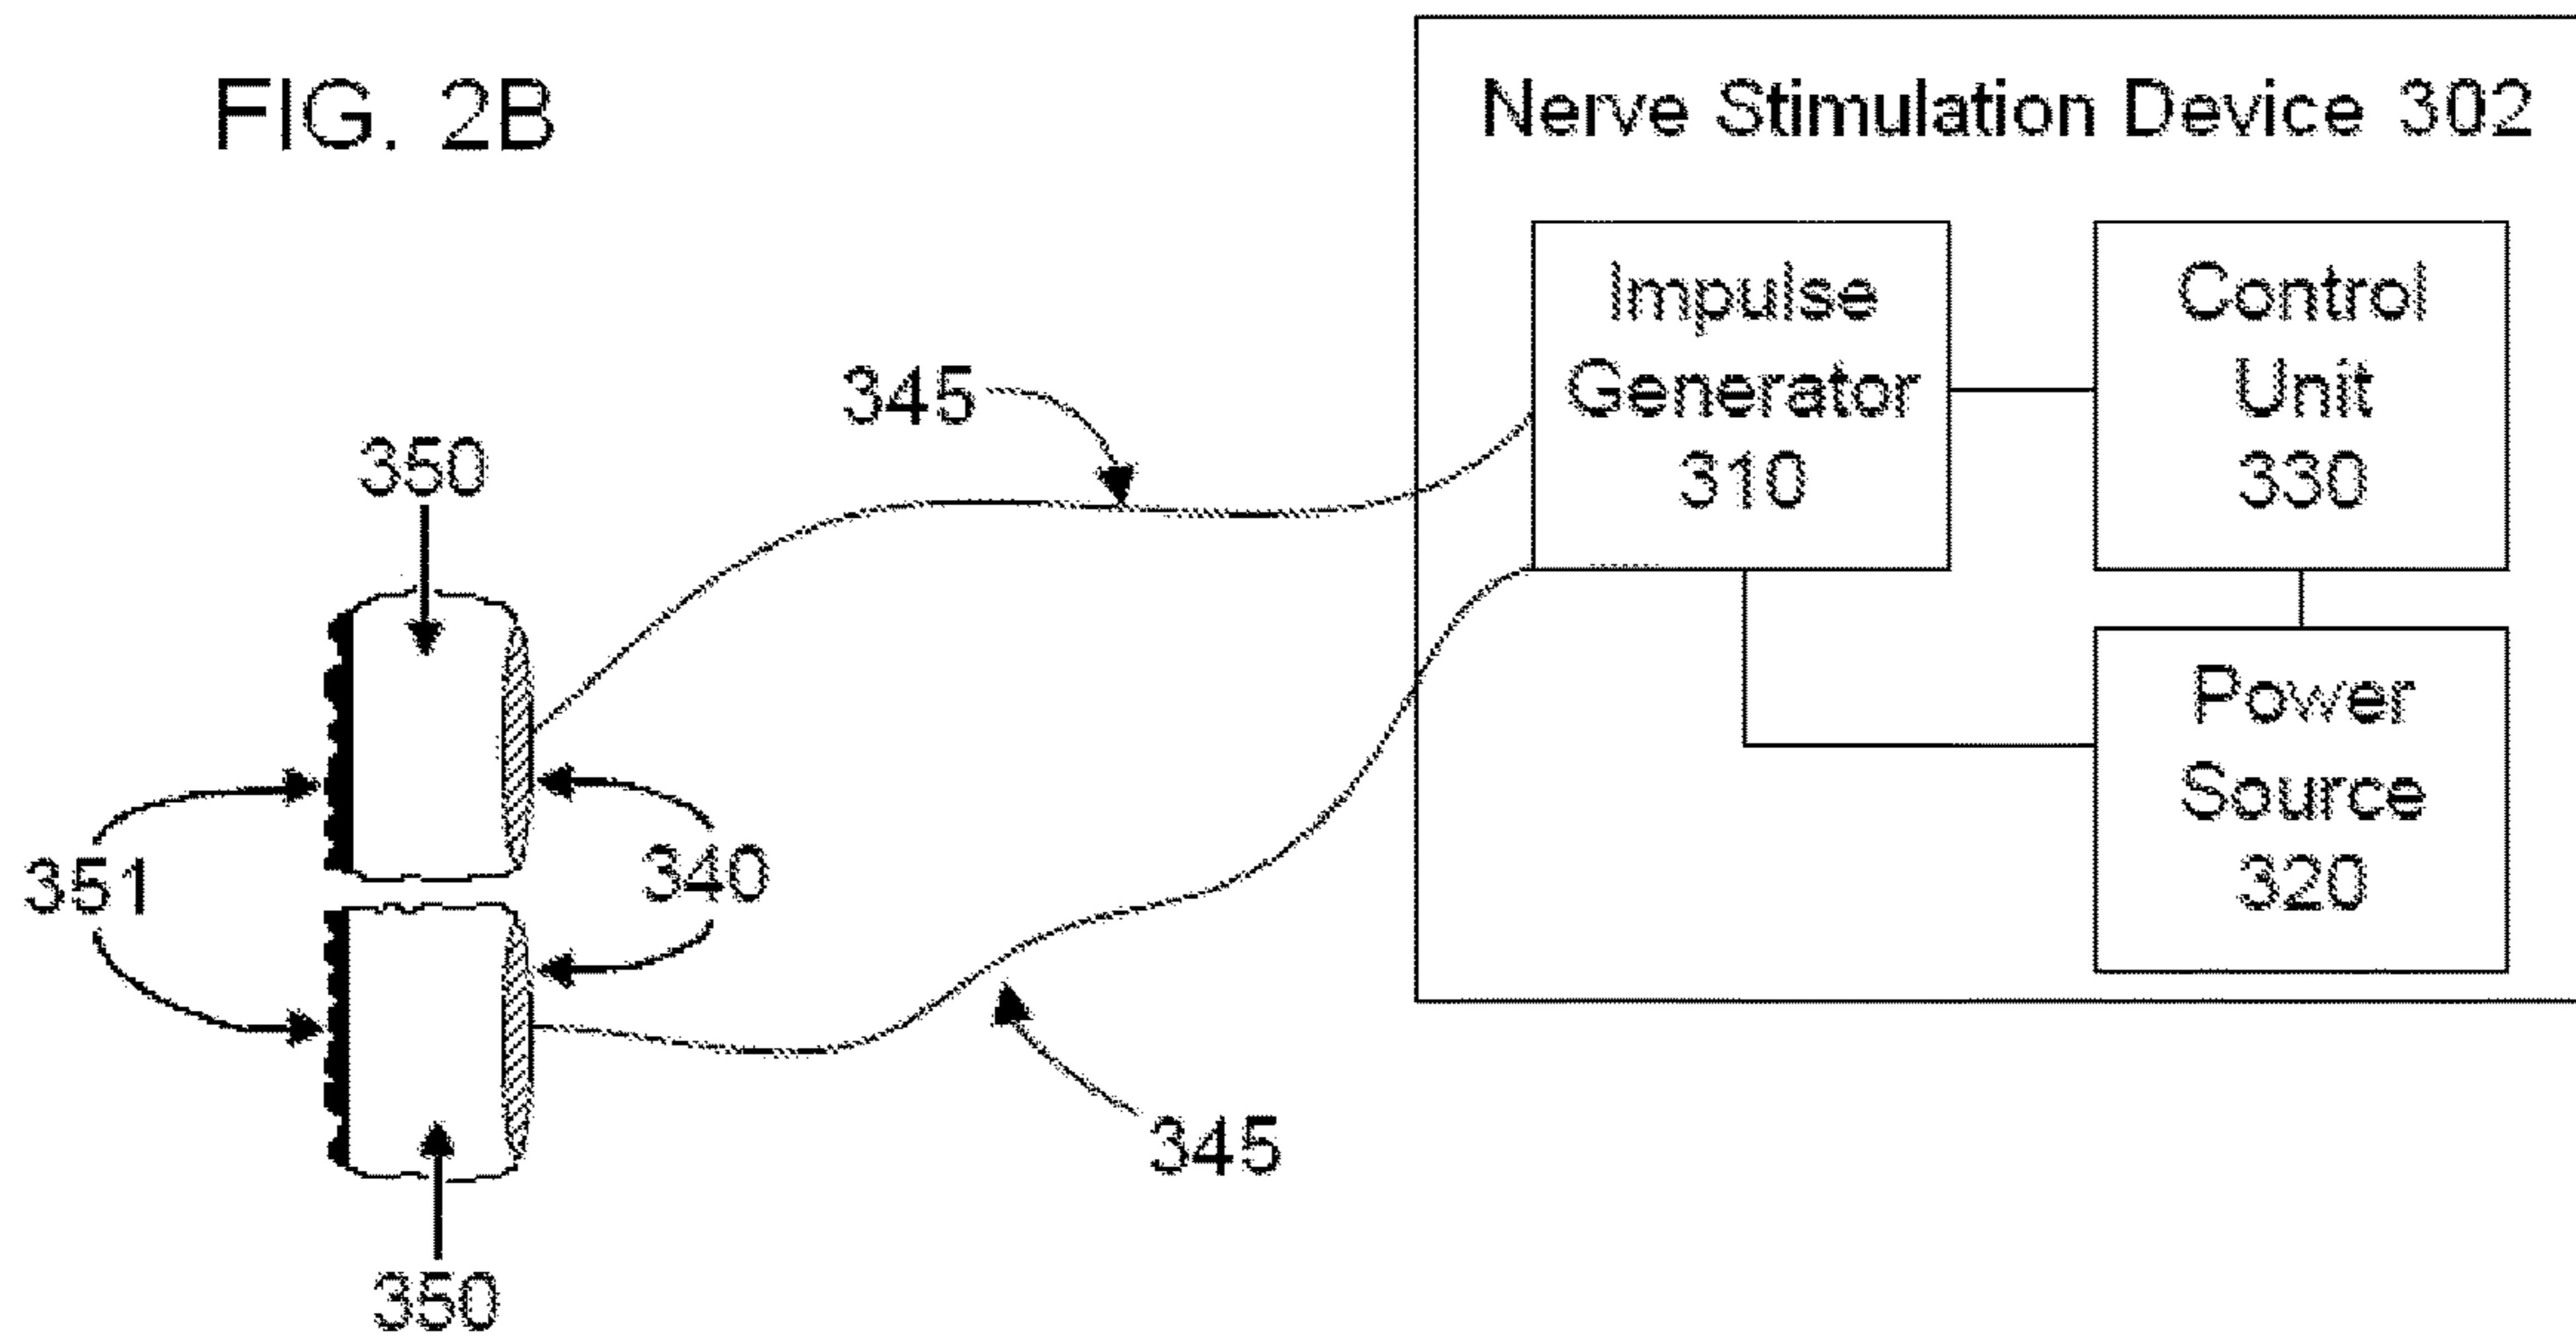 FIG. 2B
Nerve Stimulation Device 302
Impulse
Generator
310
Control
Unit
330
Power
Source
320
345
350
351
340
345
350